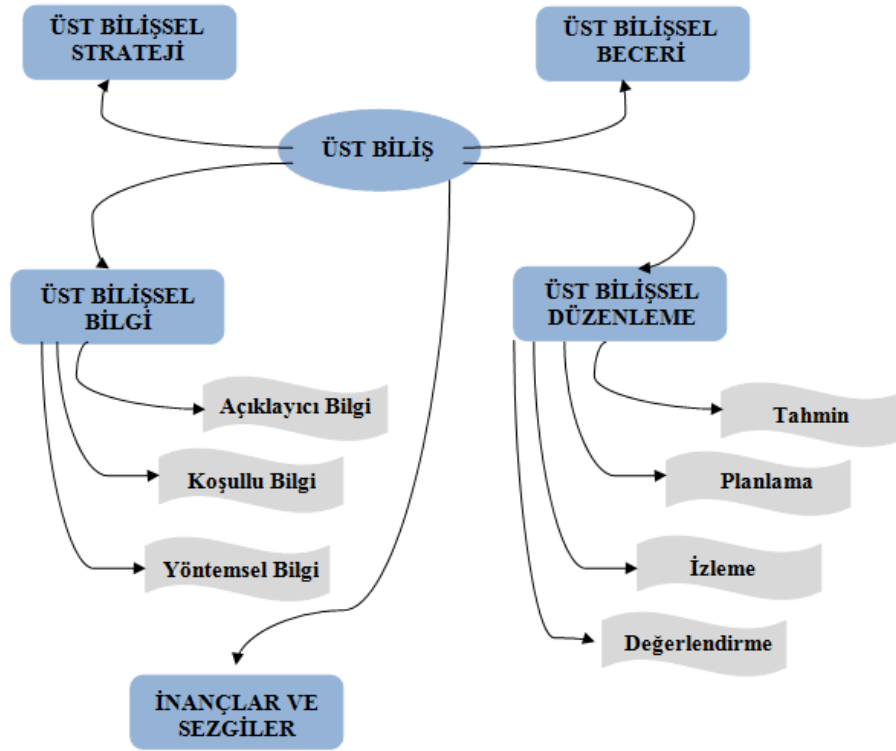 ÜST BİLİŞSEL
STRATEJİ
ÜST BİLİŞSEL
BECERİ
ÜST BİLİŞ
ÜST BİLİŞSEL
BİLGİ
ÜST BİLİŞSEL
DÜZENLEME
Açıklayıcı Bilgi
Koşullu Bilgi
Yöntemsel Bilgi
Tahmin
Planlama
İzleme
Değerlendirme
İNANÇLAR VE
SEZGİLER